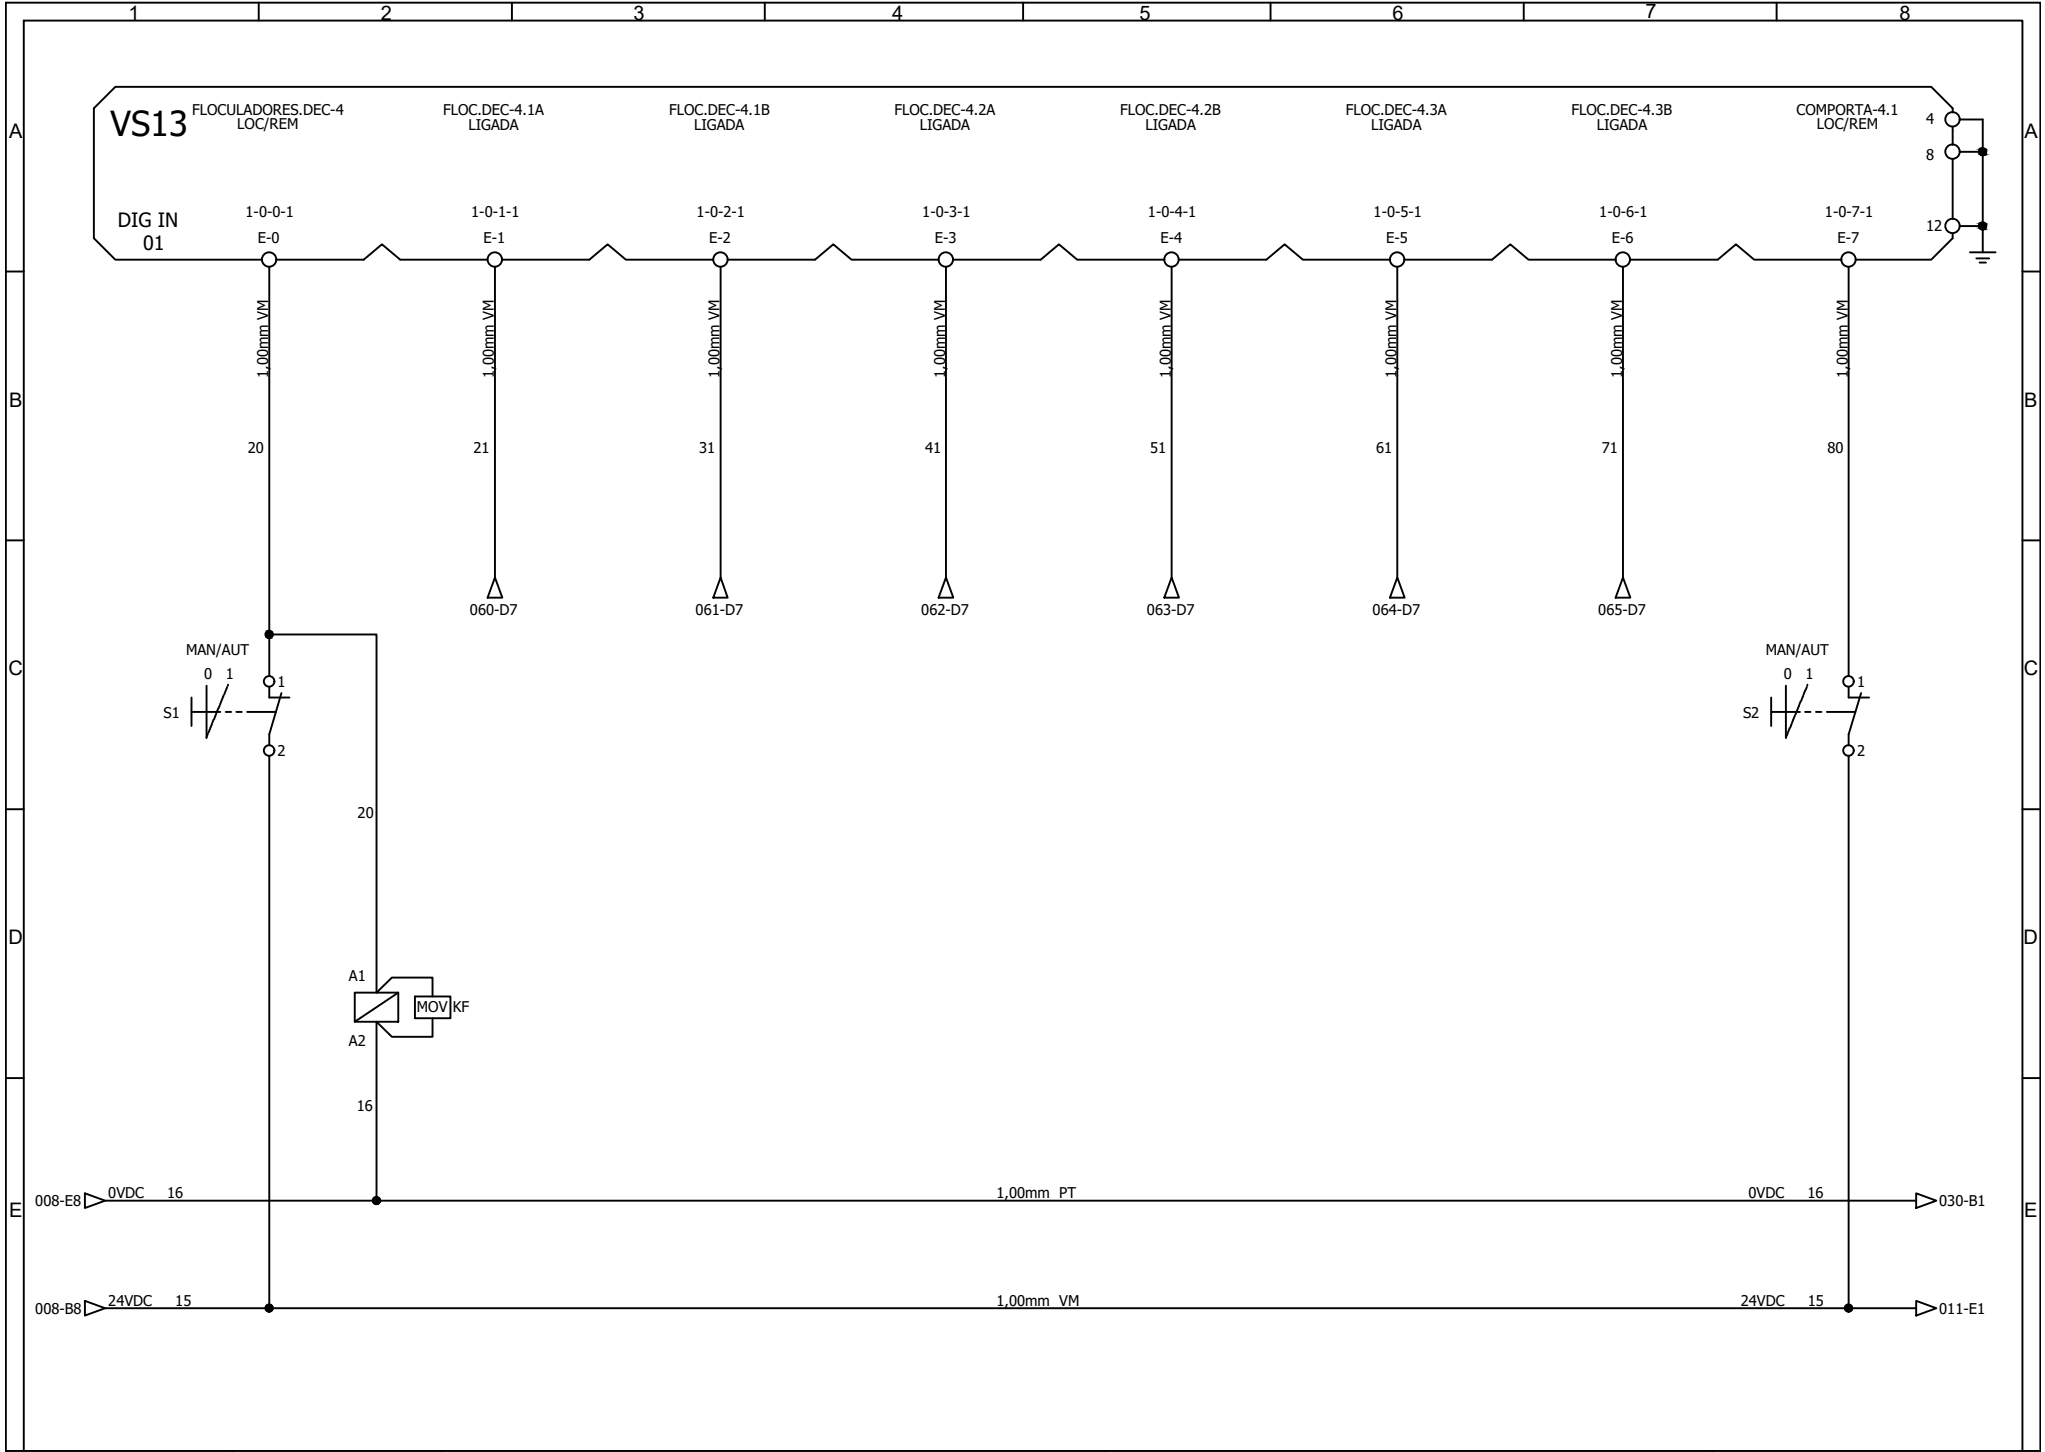 1 2 3 4 5 6 7 8
A A
VS13
FLOCULADORES.DEC-4
LOC/REM
FLOC.DEC-4.1A
LIGADA
FLOC.DEC-4.1B
LIGADA
FLOC.DEC-4.2A
LIGADA
FLOC.DEC-4.2B
LIGADA
FLOC.DEC-4.3A
LIGADA
FLOC.DEC-4.3B
LIGADA
COMPORTA-4.1
LOC/REM
4
8
12
DIG IN
01
1-0-0-1 1-0-1-1 1-0-2-1 1-0-3-1 1-0-4-1 1-0-5-1 1-0-6-1 1-0-7-1
E-0 E-1 E-2 E-3 E-4 E-5 E-6 E-7
1,00mm VM 1,00mm VM 1,00mm VM 1,00mm VM 1,00mm VM 1,00mm VM 1,00mm VM 1,00mm VM
B B
20 21 31 41 51 61 71 80
060-D7 061-D7 062-D7 063-D7 064-D7 065-D7
C C
MAN/AUT
0 1
1
S1
2
MAN/AUT
0 1
1
S2
2
20
D D
A1
MOV KF
A2
16
E E
008-E8 0VDC 16 1,00mm PT 0VDC 16 030-B1
008-B8 24VDC 15 1,00mm VM 24VDC 15 011-E1